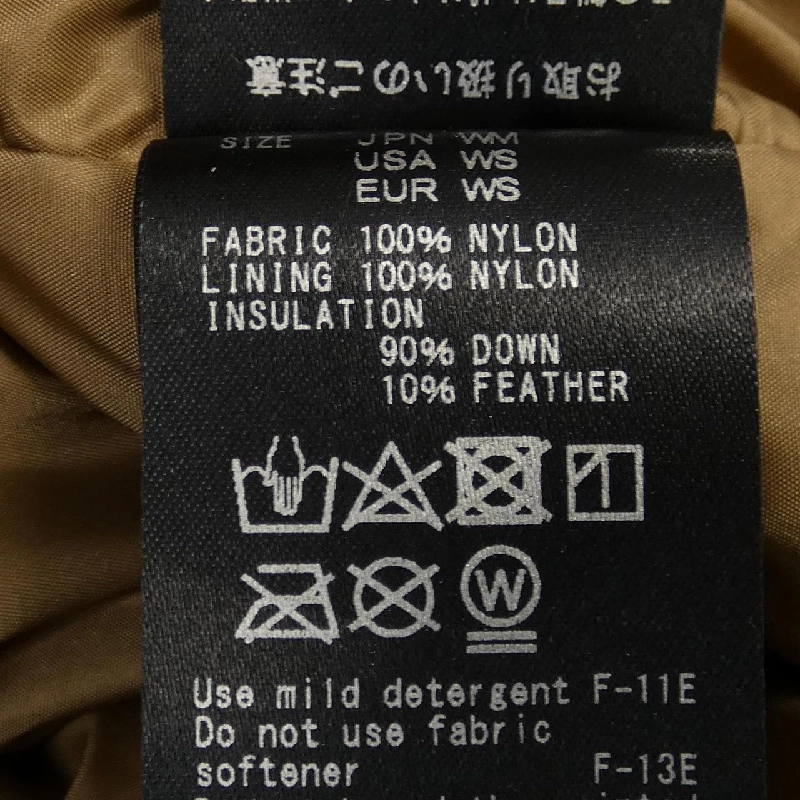 お取り扱いのご注意
SIZE JPN WM
USA WS
EUR WS
FABRIC 100% NYLON
LINING 100% NYLON
INSULATION
90% DOWN
10% FEATHER
W
Use mild detergent F-11E
Do not use fabric
softener F-13E